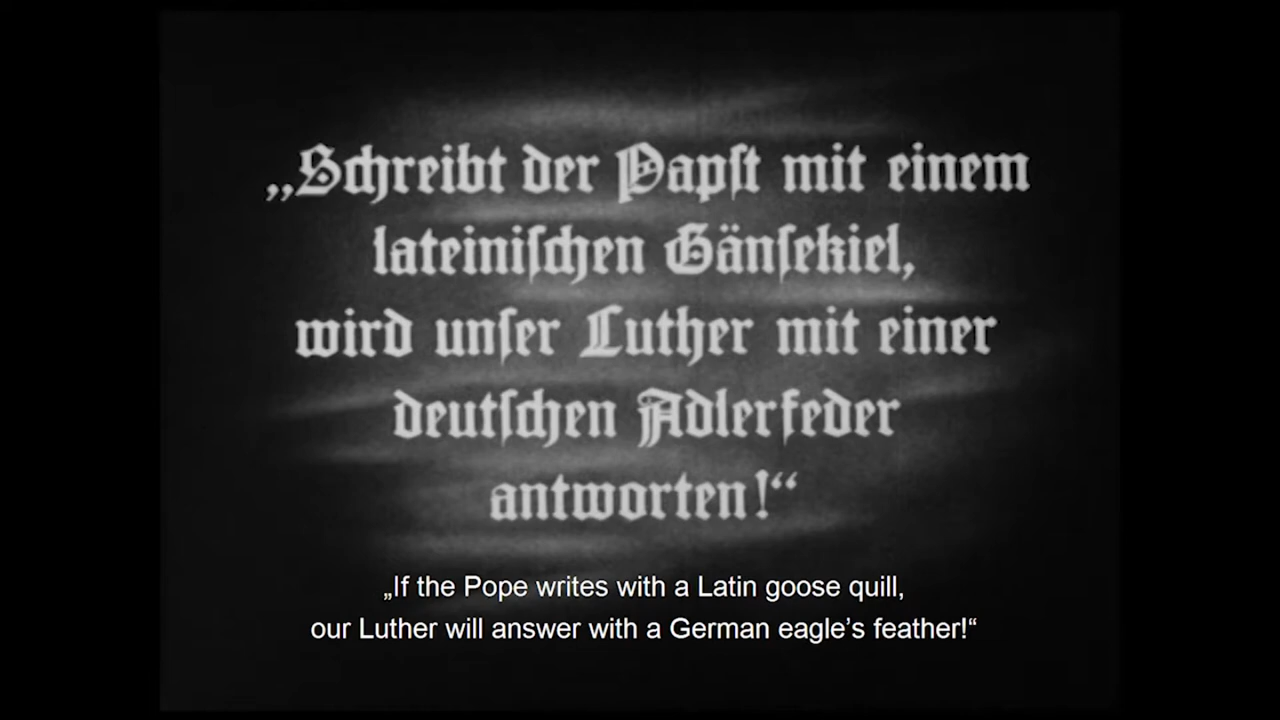 „Schreibt der Papſt mit einem
lateiniſchen Gänſekiel,
wird unſer Luther mit einer
deutſchen Adlerfeder
antworten!“
„If the Pope writes with a Latin goose quill,
our Luther will answer with a German eagle’s feather!“